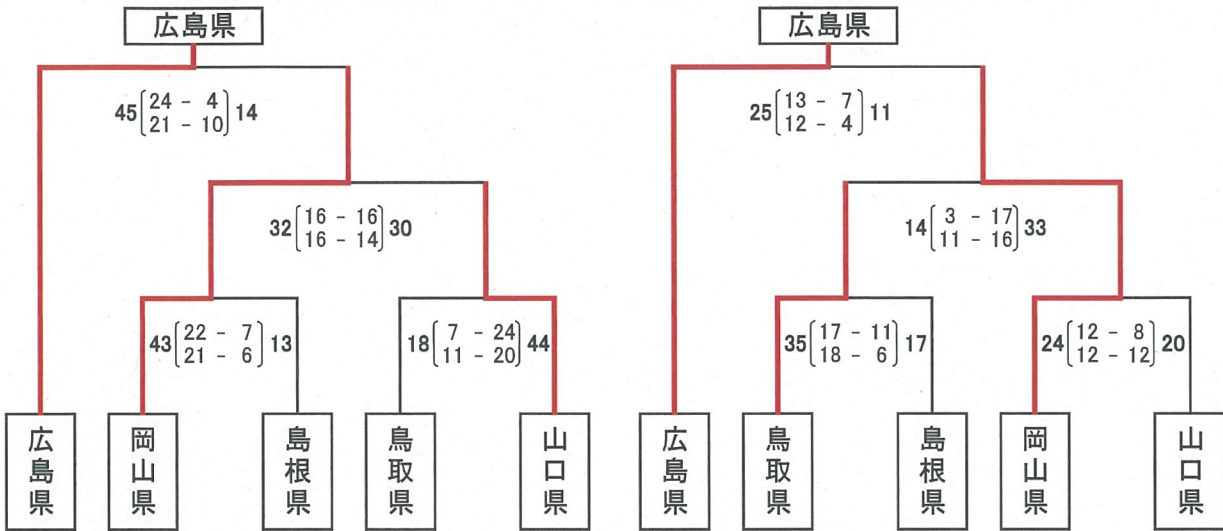 広島県
45 24 - 4 14
21 - 10
32 16 - 16 30
16 - 14
43 22 - 7 13
21 - 6
18 7 - 24 44
11 - 20
広島県
岡山県
島根県
鳥取県
山口県
広島県
25 13 - 7 11
12 - 4
14 3 - 17 33
11 - 16
35 17 - 11 17
18 - 6
24 12 - 8 20
12 - 12
広島県
鳥取県
島根県
岡山県
山口県